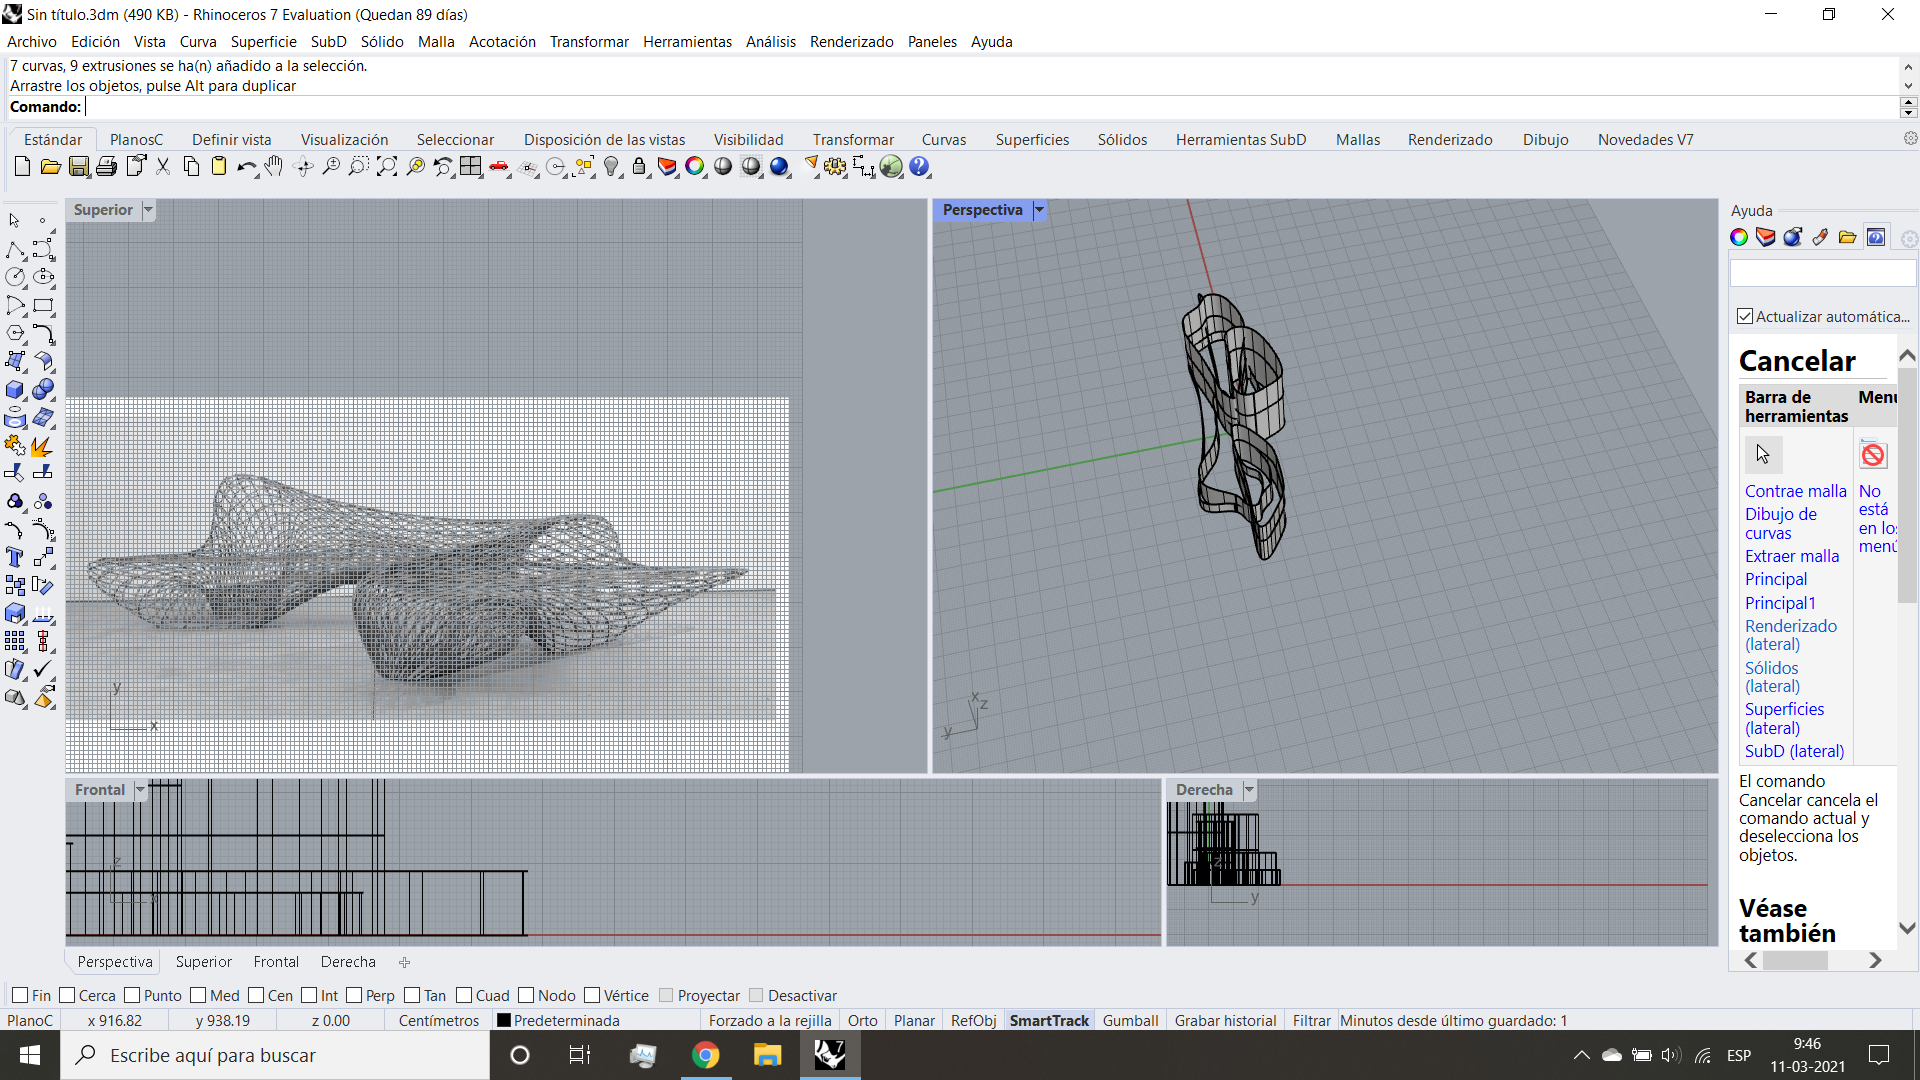 Sin título.3dm (490 KB) - Rhinoceros 7 Evaluation (Quedan 89 días)
Archivo Edición Vista Curva Superficie SubD Sólido Malla Acotación Transformar Herramientas Análisis Renderizado Paneles Ayuda
7 curvas, 9 extrusiones se ha(n) añadido a la selección.
Arrastre los objetos, pulse Alt para duplicar
Comando:
Estándar PlanosC Definir vista Visualización Seleccionar Disposición de las vistas Visibilidad Transformar Curvas Superficies Sólidos Herramientas SubD Mallas Renderizado Dibujo Novedades V7
Superior
Perspectiva
Ayuda
Actualizar automática...
Cancelar
Barra de
herramientas
Menú
Contrae malla
Dibujo de
curvas
Extraer malla
Principal
Principal1
Renderizado
(lateral)
Sólidos
(lateral)
Superficies
(lateral)
SubD (lateral)
No
está
en los
menú
El comando
Cancelar cancela el
comando actual y
deselecciona los
objetos.
Véase
también
y
x
x
z
y
Frontal
z
x
Derecha
z
y
Perspectiva Superior Frontal Derecha
Fin Cerca Punto Med Cen Int Perp Tan Cuad Nodo Vértice Proyectar Desactivar
PlanoC x 916.82 y 938.19 z 0.00 Centímetros Predeterminada Forzado a la rejilla Orto Planar RefObj SmartTrack Gumball Grabar historial Filtrar Minutos desde último guardado: 1
Escribe aquí para buscar
7
ESP
9:46
11-03-2021